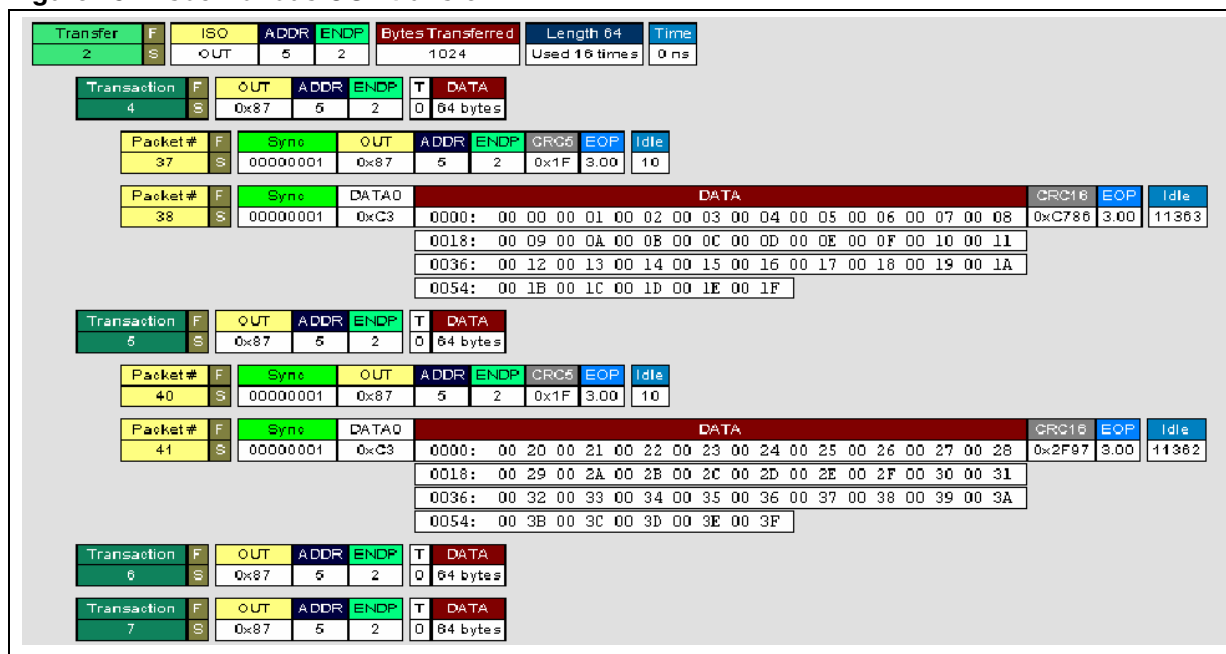 Transfer F ISO ADDR ENDP Bytes Transferred Length 64 Time
2 S OUT 5 2 1024 Used 16 times 0 ns
Transaction F OUT ADDR ENDP T DATA
4 S 0x87 5 2 0 64 bytes
Packet# F Sync OUT ADDR ENDP CRC5 EOP Idle
37 S 00000001 0x87 5 2 0x1F 3.00 10
Packet# F Sync DATA0 DATA CRC16 EOP Idle
38 S 00000001 0xC3 0000: 00 00 00 01 00 02 00 03 00 04 00 05 00 06 00 07 00 08 0xC786 3.00 11363
0018: 00 09 00 0A 00 0B 00 0C 00 0D 00 0E 00 0F 00 10 00 11
0036: 00 12 00 13 00 14 00 15 00 16 00 17 00 18 00 19 00 1A
0054: 00 1B 00 1C 00 1D 00 1E 00 1F
Transaction F OUT ADDR ENDP T DATA
5 S 0x87 5 2 0 64 bytes
Packet# F Sync OUT ADDR ENDP CRC5 EOP Idle
40 S 00000001 0x87 5 2 0x1F 3.00 10
Packet# F Sync DATA0 DATA CRC16 EOP Idle
41 S 00000001 0xC3 0000: 00 20 00 21 00 22 00 23 00 24 00 25 00 26 00 27 00 28 0x2F97 3.00 11362
0018: 00 29 00 2A 00 2B 00 2C 00 2D 00 2E 00 2F 00 30 00 31
0036: 00 32 00 33 00 34 00 35 00 36 00 37 00 38 00 39 00 3A
0054: 00 3B 00 3C 00 3D 00 3E 00 3F
Transaction F OUT ADDR ENDP T DATA
6 S 0x87 5 2 0 64 bytes
Transaction F OUT ADDR ENDP T DATA
7 S 0x87 5 2 0 64 bytes